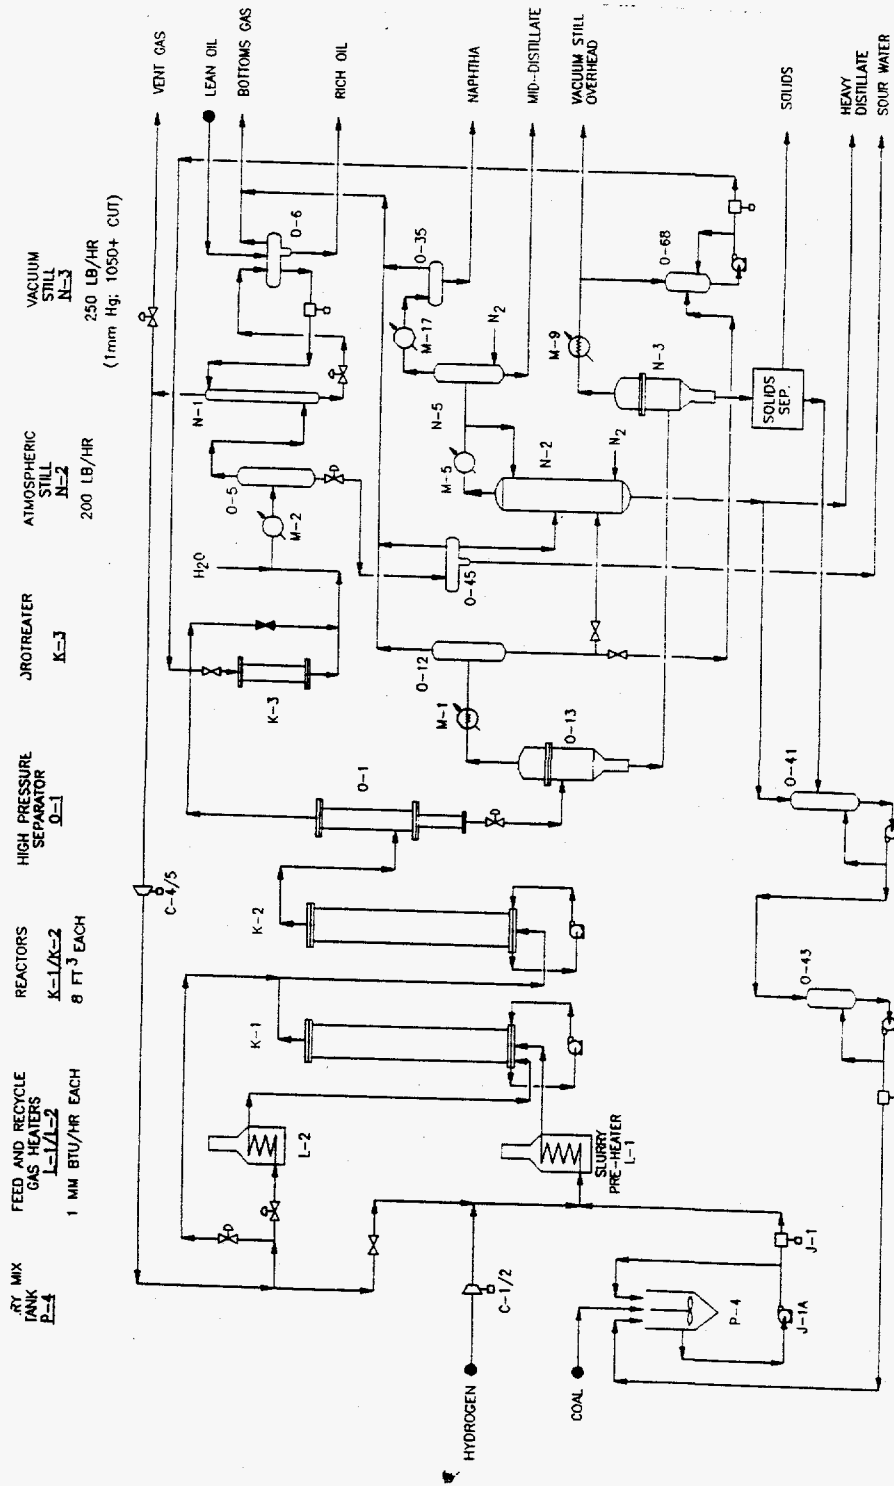 .RY MIX
TANK
P-4
FEED AND RECYCLE
GAS HEATERS
L-1/L-2
1 MM BTU/HR EACH
REACTORS
K-1/K-2
8 FT3 EACH
HIGH PRESSURE
SEPARATOR
O-1
JROTREATER
K-3
ATMOSPHERIC
STILL
N-2
200 LB/HR
VACUUM
STILL
N-3
250 LB/HR
(1mm Hg; 1050+ CUT)
VENT GAS
LEAN OIL
BOTTOMS GAS
RICH OIL
NAPHTHA
MID-DISTILLATE
VACUUM STILL
OVERHEAD
SOLIDS
HEAVY
DISTILLATE
SOUR WATER
C-4/5
N-1
O-6
O-5
M-2
H2O
K-3
O-35
M-17
N2
N-5
M-5
N-2
N2
O-45
O-12
M-1
O-13
O-68
M-9
N-3
SOLIDS
SEP.
O-1
K-2
K-1
L-2
SLURRY
PRE-HEATER
L-1
O-41
O-43
J-1
J-1A
P-4
C-1/2
HYDROGEN
COAL